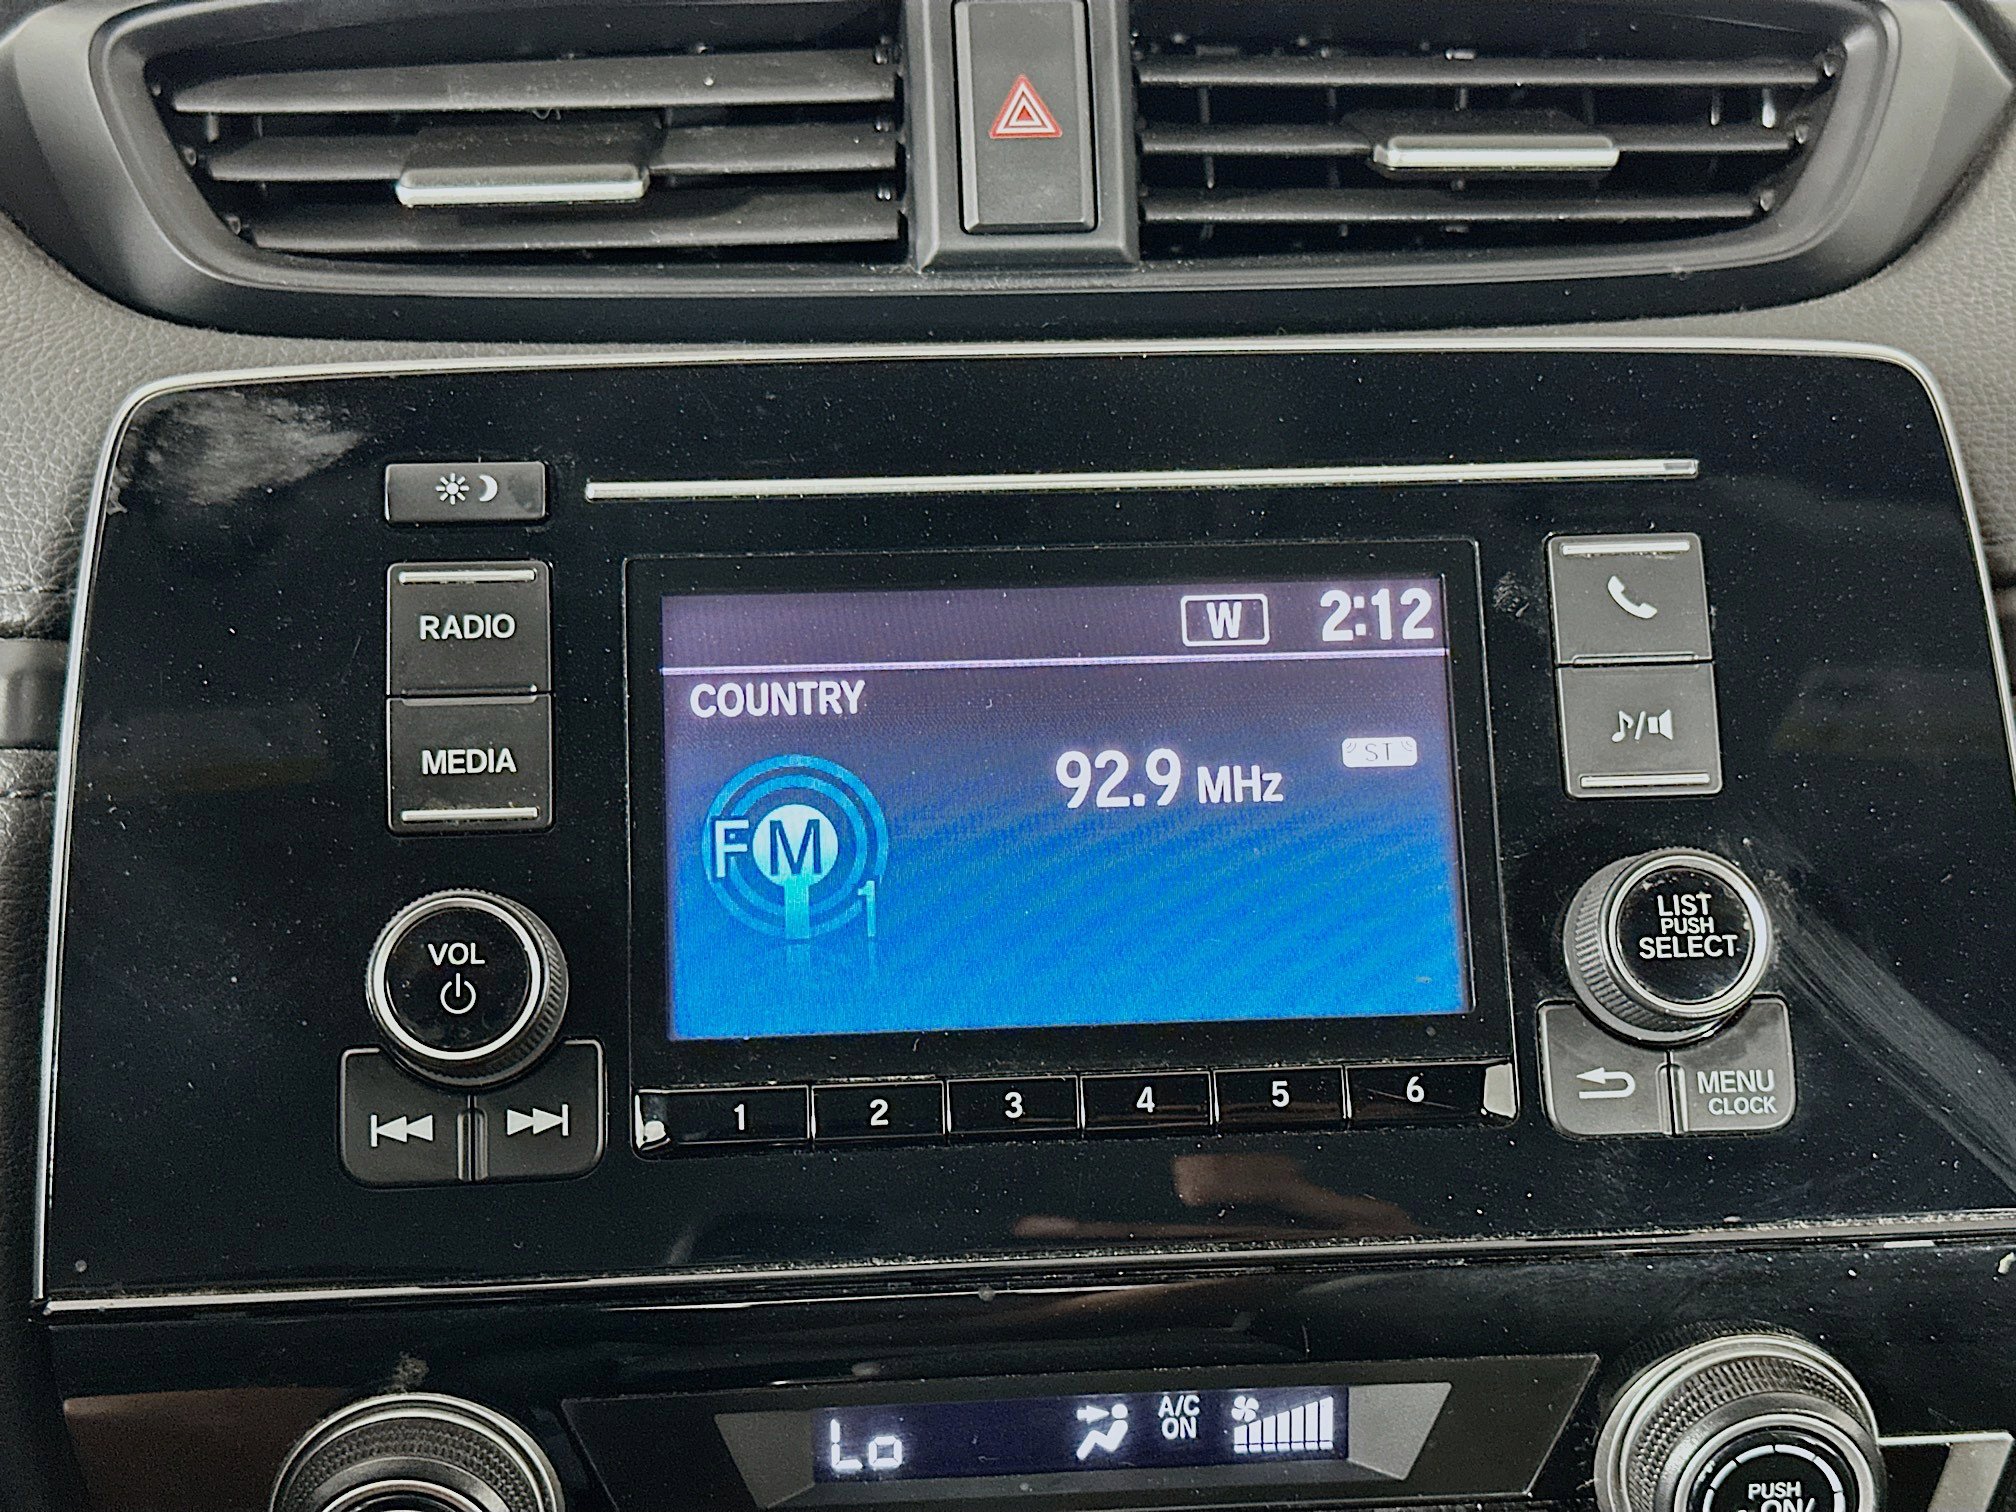 W 2:12
COUNTRY
92.9 MHz
ST
FM
1
RADIO
MEDIA
VOL
LIST
PUSH
SELECT
MENU
CLOCK
1 2 3 4 5 6
Lo
A/C
ON
PUSH